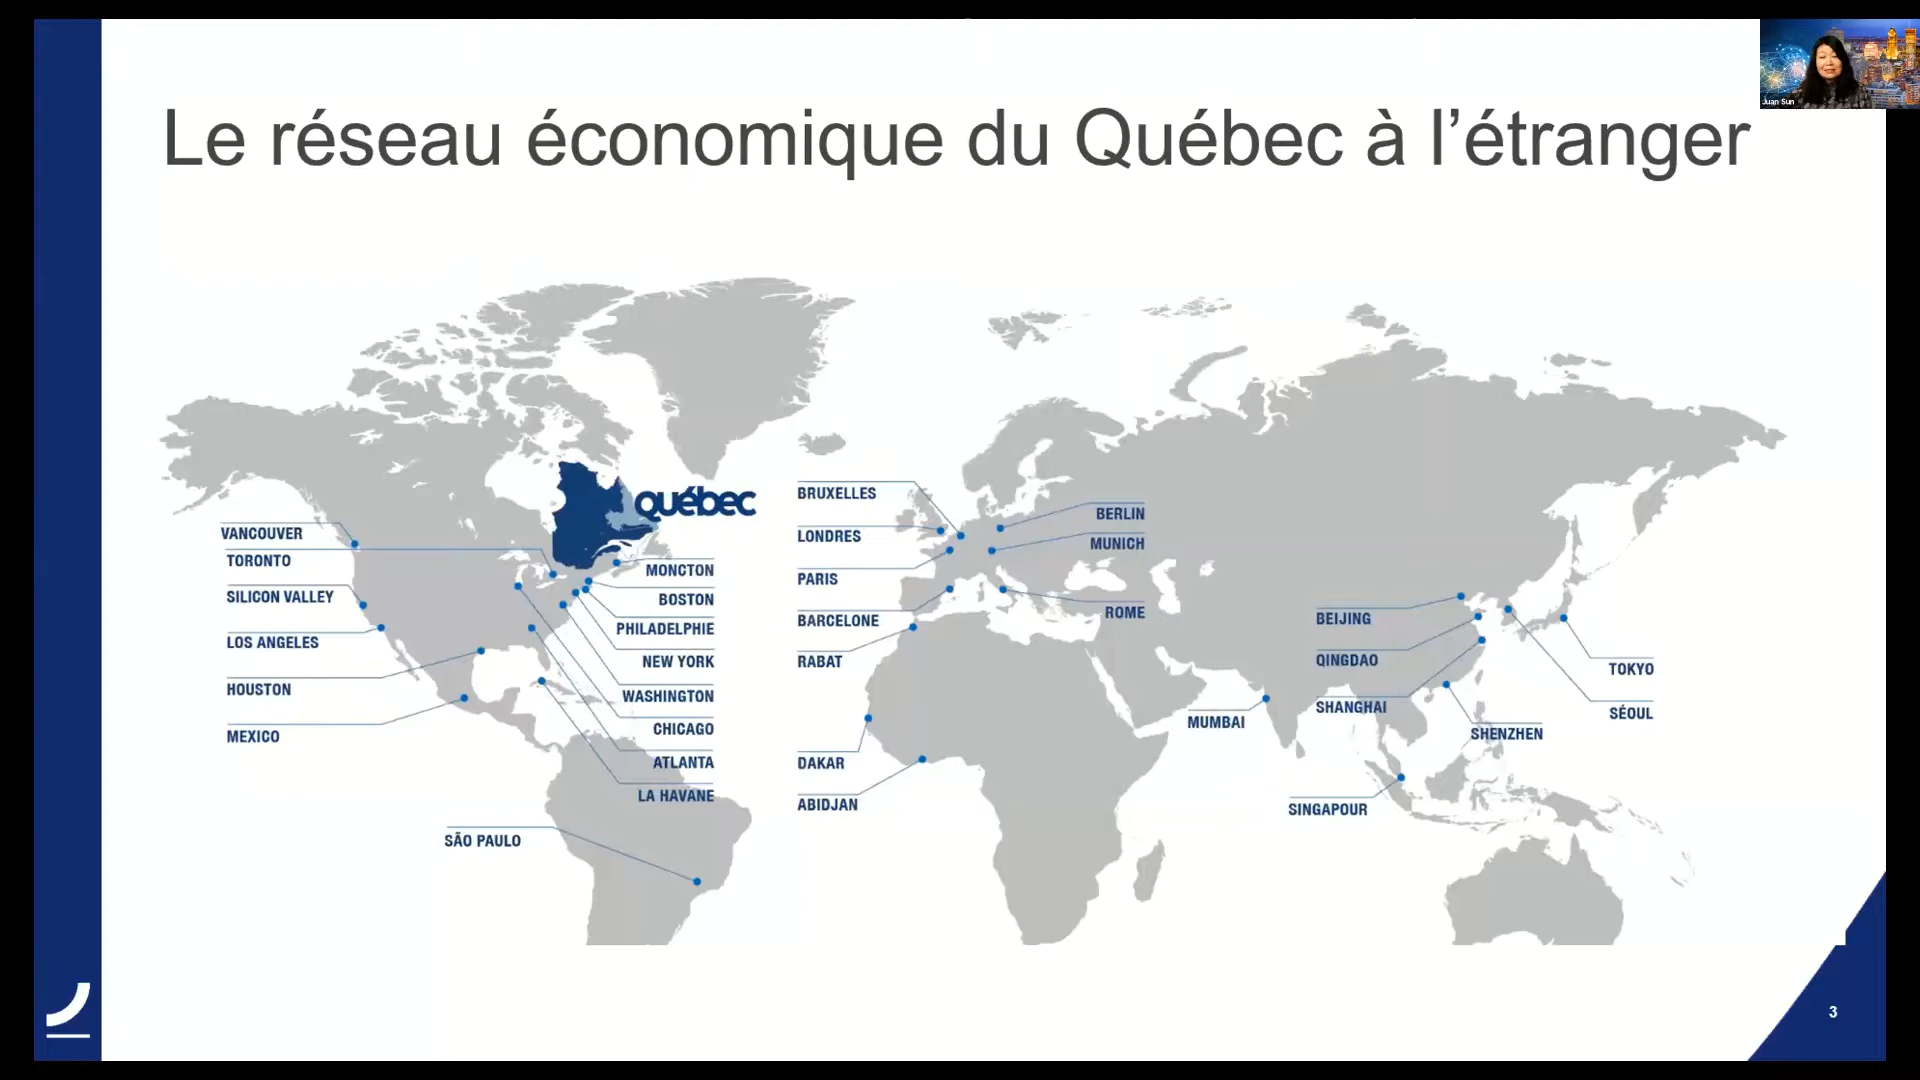 Juan Sun
Le réseau économique du Québec à l’étranger
québec
VANCOUVER
TORONTO
SILICON VALLEY
LOS ANGELES
HOUSTON
MEXICO
MONCTON
BOSTON
PHILADELPHIE
NEW YORK
WASHINGTON
CHICAGO
ATLANTA
LA HAVANE
SÃO PAULO
BRUXELLES
LONDRES
PARIS
BARCELONE
RABAT
DAKAR
ABIDJAN
BERLIN
MUNICH
ROME
MUMBAI
BEIJING
QINGDAO
SHANGHAI
SHENZHEN
SINGAPOUR
TOKYO
SÉOUL
3